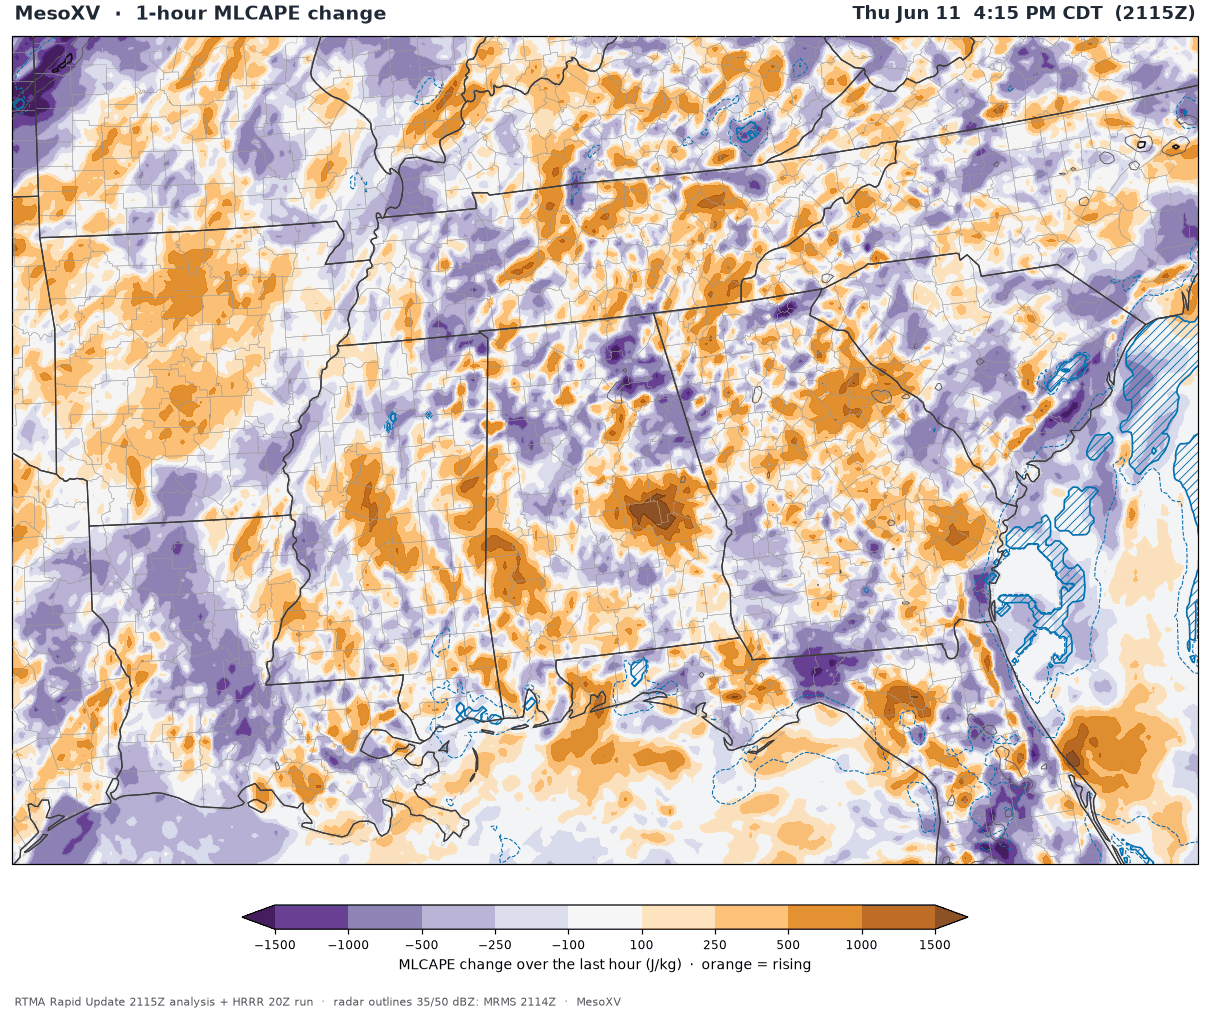 MesoXV · 1-hour MLCAPE change
Thu Jun 11 4:15 PM CDT (2115Z)
−1500 −1000 −500 −250 −100 100 250 500 1000 1500
MLCAPE change over the last hour (J/kg) · orange = rising
RTMA Rapid Update 2115Z analysis + HRRR 20Z run · radar outlines 35/50 dBZ: MRMS 2114Z · MesoXV